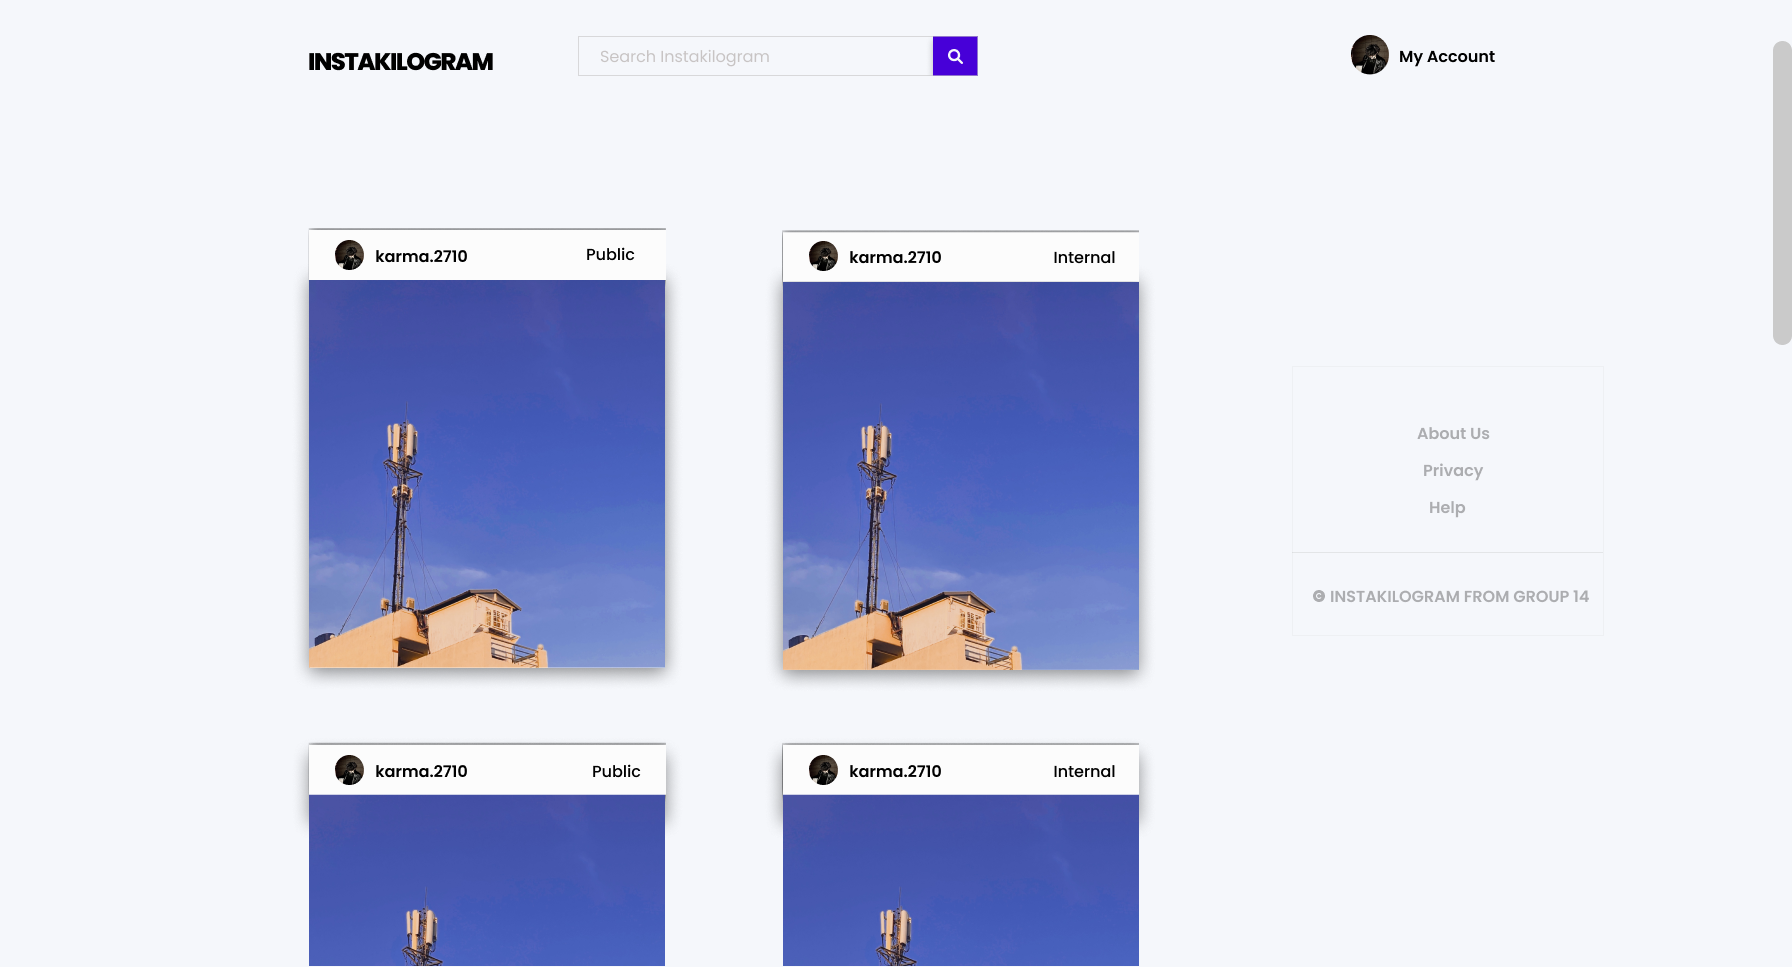 INSTAKILOGRAM
Search Instakilogram
My Account
karma.2710
Public
karma.2710
Internal
About Us
Privacy
Help
© INSTAKILOGRAM FROM GROUP 14
karma.2710
Public
karma.2710
Internal